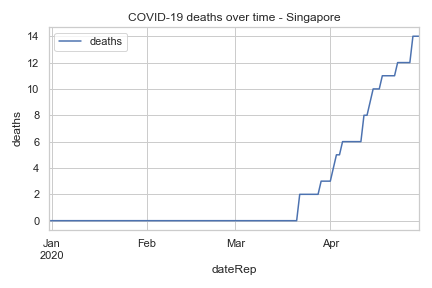 COVID-19 deaths over time - Singapore
deaths
14
12
10
8
6
4
2
0
deaths
Jan Feb Mar Apr
2020
dateRep